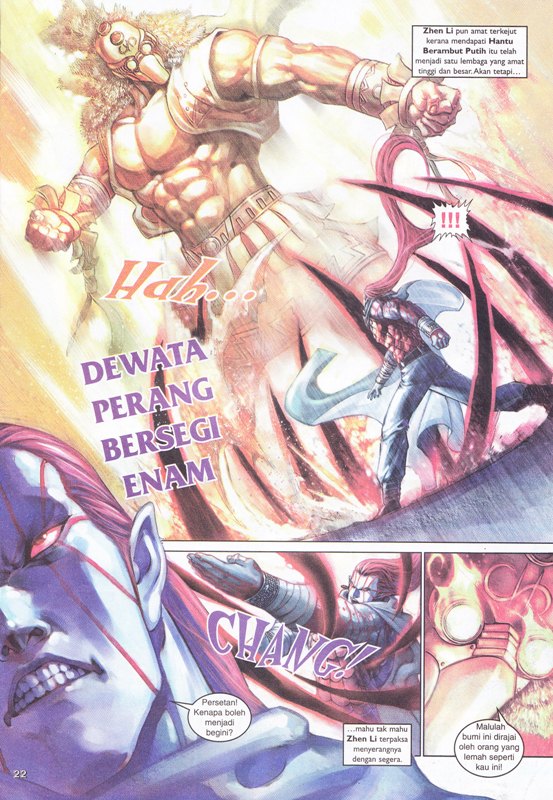 Zhen Li pun amat terkejut
kerana mendapati Hantu
Berambut Putih itu telah
menjadi satu lembaga yang amat
tinggi dan besar. Akan tetapi...
!!!
Hah...
DEWATA
PERANG
BERSEGI
ENAM
CHANG!
Persetan!
Kenapa boleh
menjadi
begini?
...mahu tak mahu
Zhen Li terpaksa
menyerangnya
dengan segera.
Malulah
bumi ini dirajai
oleh orang yang
lemah seperti
kau ini!
22